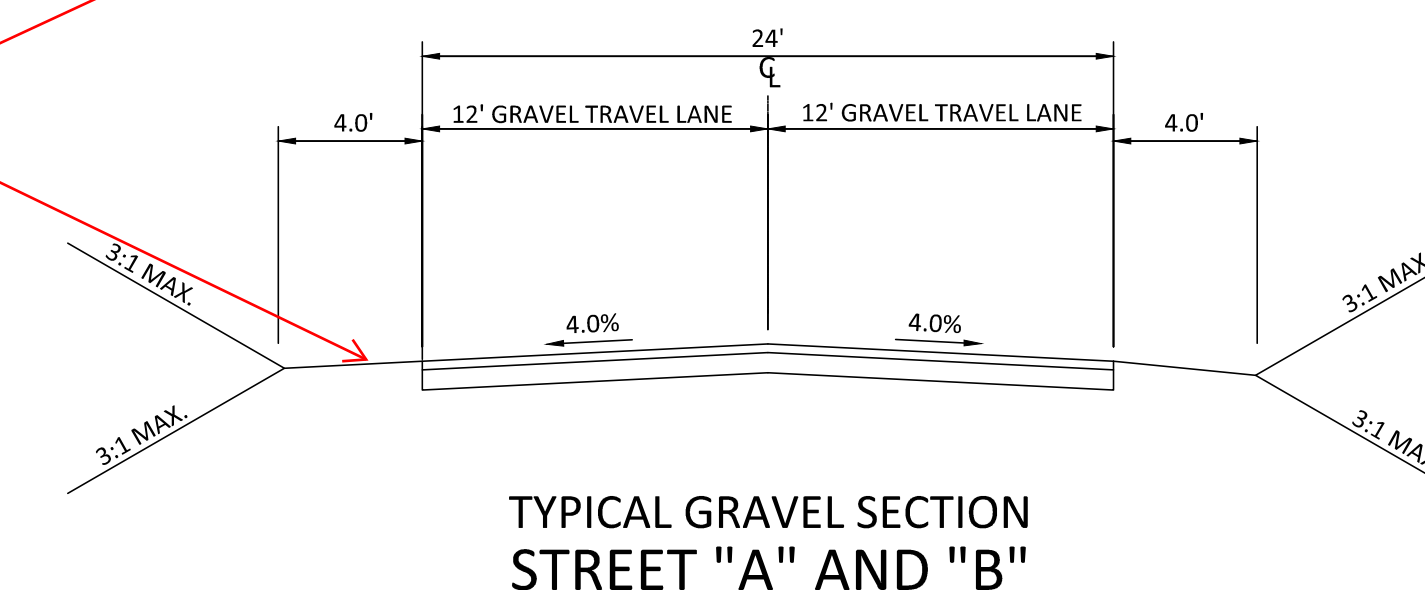 24'
℄
12' GRAVEL TRAVEL LANE
12' GRAVEL TRAVEL LANE
4.0'
4.0'
3:1 MAX.
3:1 MAX
4.0%
4.0%
3:1 MAX.
3:1 MAX
TYPICAL GRAVEL SECTION
STREET "A" AND "B"